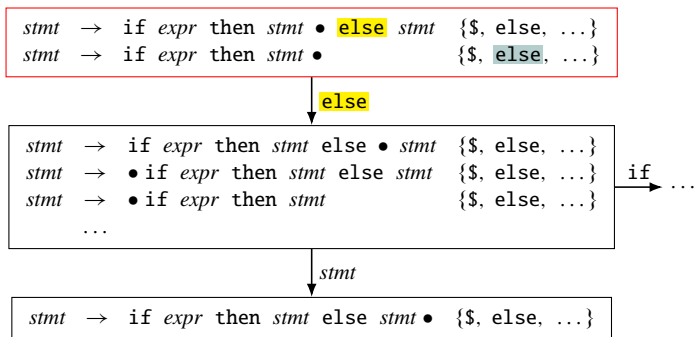 stmt → if expr then stmt • else stmt {$, else, ...}
stmt → if expr then stmt • {$, else, ...}
else
stmt → if expr then stmt else • stmt {$, else, ...}
stmt → • if expr then stmt else stmt {$, else, ...}
stmt → • if expr then stmt {$, else, ...}
...
if
...
stmt
stmt → if expr then stmt else stmt • {$, else, ...}